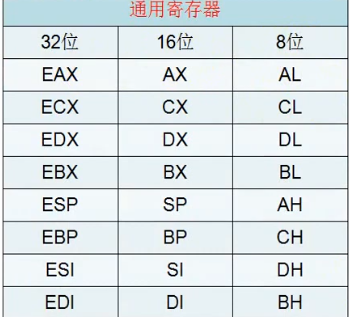 通用寄存器
32位 16位 8位
EAX AX AL
ECX CX CL
EDX DX DL
EBX BX BL
ESP SP AH
EBP BP CH
ESI SI DH
EDI DI BH